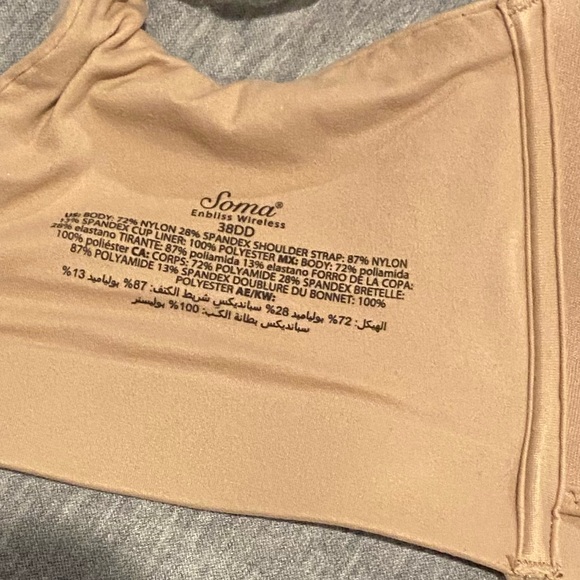 Soma®
Enbliss Wireless
38DD
US: BODY: 72% NYLON 28% SPANDEX SHOULDER STRAP: 87% NYLON
13% SPANDEX CUP LINER: 100% POLYESTER MX: BODY: 72% poliamida
28% elastano TIRANTE: 87% poliamida 13% elastano FORRO DE LA COPA:
100% poliéster CA: CORPS: 72% POLYAMIDE 28% SPANDEX BRETELLE:
87% POLYAMIDE 13% SPANDEX DOUBLURE DU BONNET: 100%
POLYESTER AE/KW:
الهيكل: 72% بولياميد 28% سبانديكس شريط الكتف: 87% بولياميد 13%
سبانديكس بطانة الكب: 100% بوليستر